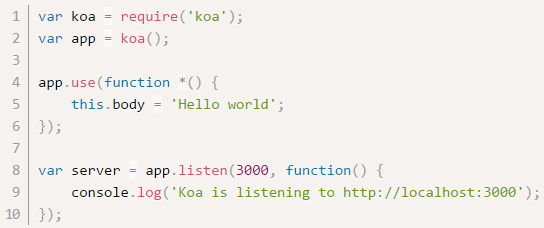 1 var koa = require('koa');
2 var app = koa();
3
4 app.use(function *() {
5     this.body = 'Hello world';
6 });
7
8 var server = app.listen(3000, function() {
9     console.log('Koa is listening to http://localhost:3000');
10 });